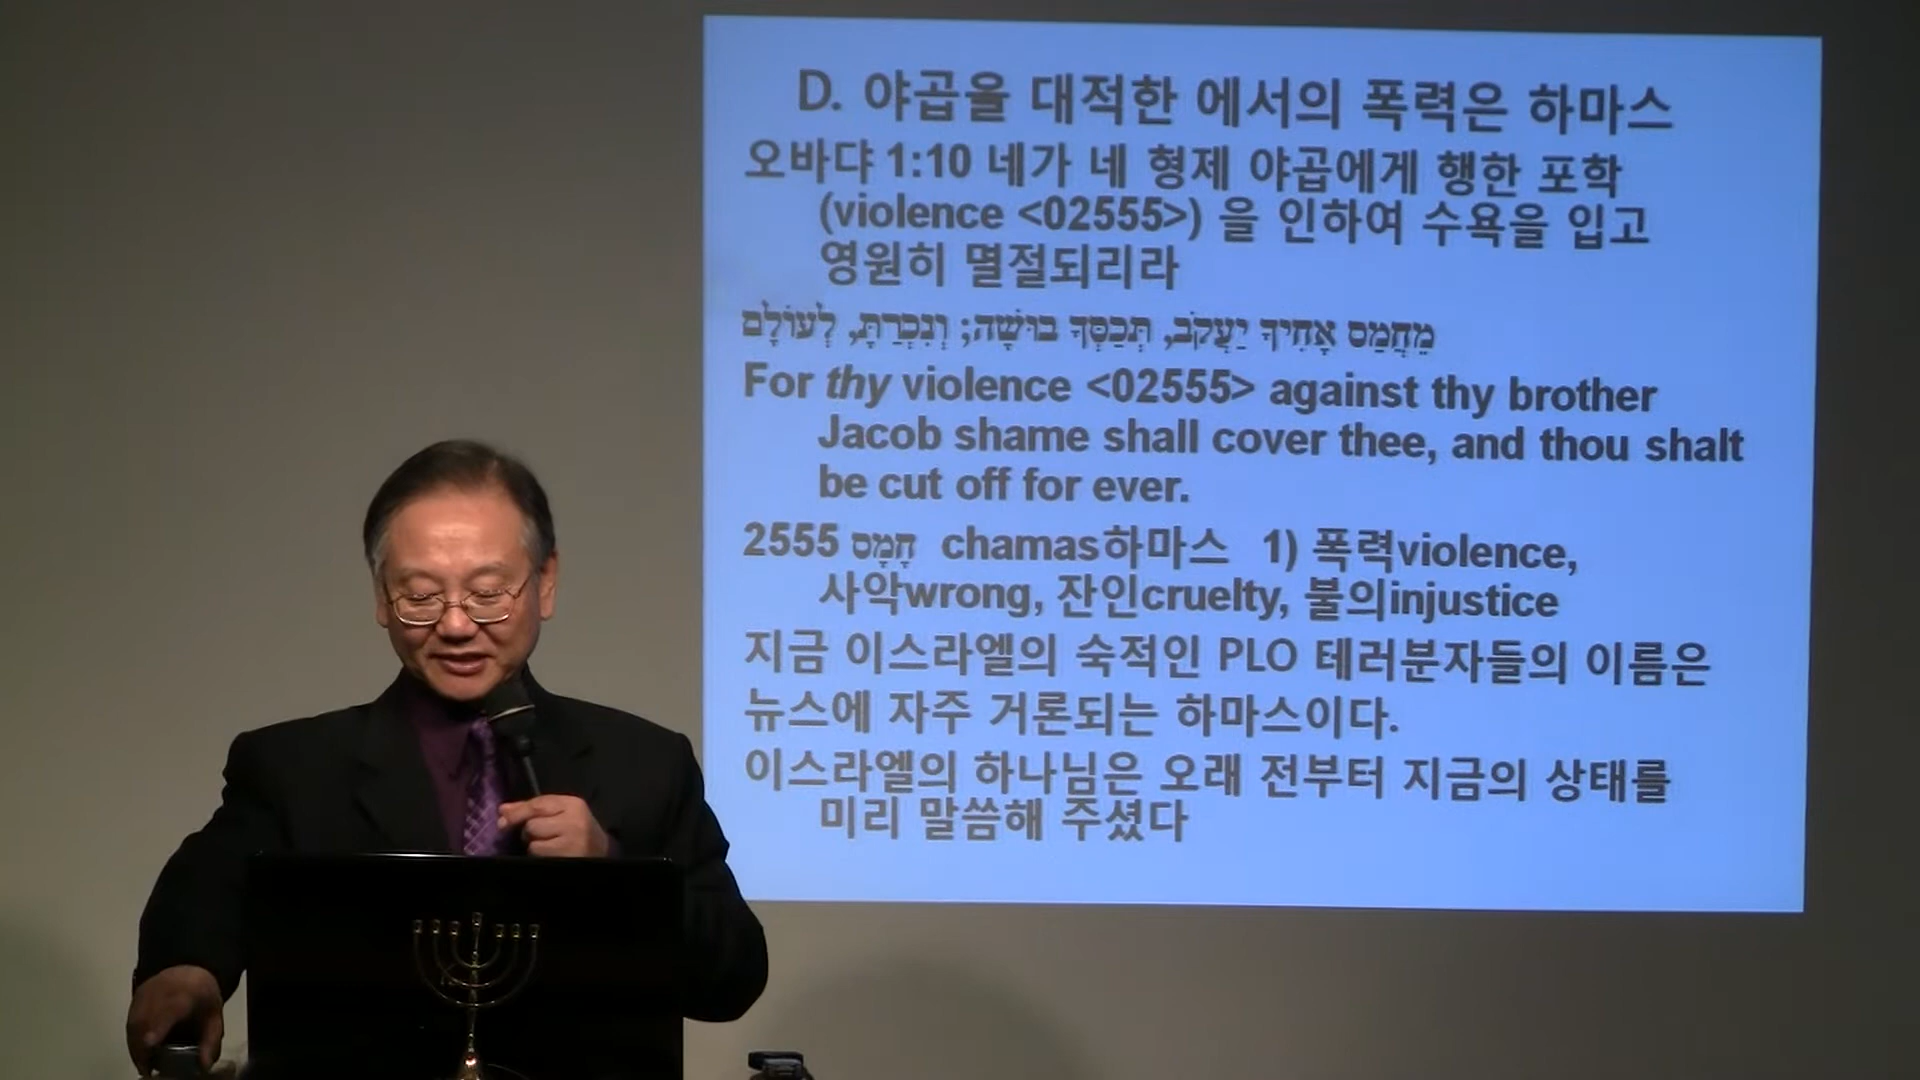 D. 야곱을 대적한 에서의 폭력은 하마스
오바댜 1:10 네가 네 형제 야곱에게 행한 포학
(violence <02555>) 을 인하여 수욕을 입고
영원히 멸절되리라
מֵחֲמַס אָחִיךָ יַעֲקֹב, תְּכַסְּךָ בוּשָׁה; וְנִכְרַתָּ, לְעוֹלָם
For thy violence <02555> against thy brother
Jacob shame shall cover thee, and thou shalt
be cut off for ever.
2555 חָמָס chamas하마스 1) 폭력violence,
사악wrong, 잔인cruelty, 불의injustice
지금 이스라엘의 숙적인 PLO 테러분자들의 이름은
뉴스에 자주 거론되는 하마스이다.
이스라엘의 하나님은 오래 전부터 지금의 상태를
미리 말씀해 주셨다